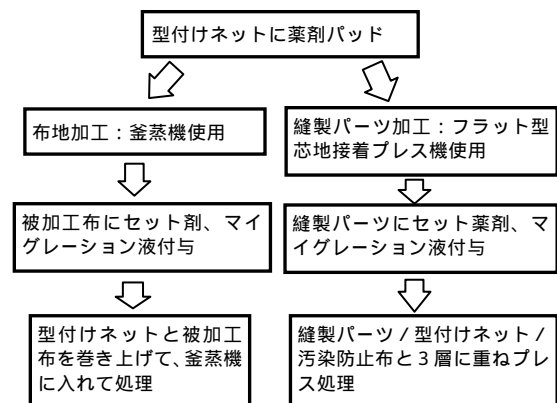 型付けネットに薬剤パッド
布地加工：釜蒸機使用
縫製パーツ加工：フラット型
芯地接着プレス機使用
被加工布にセット剤、マイ
グレーション液付与
縫製パーツにセット薬剤、マ
イグレーション液付与
型付けネットと被加工
布を巻き上げて、釜蒸機
に入れて処理
縫製パーツ / 型付けネット /
汚染防止布と３層に重ねプレ
ス処理